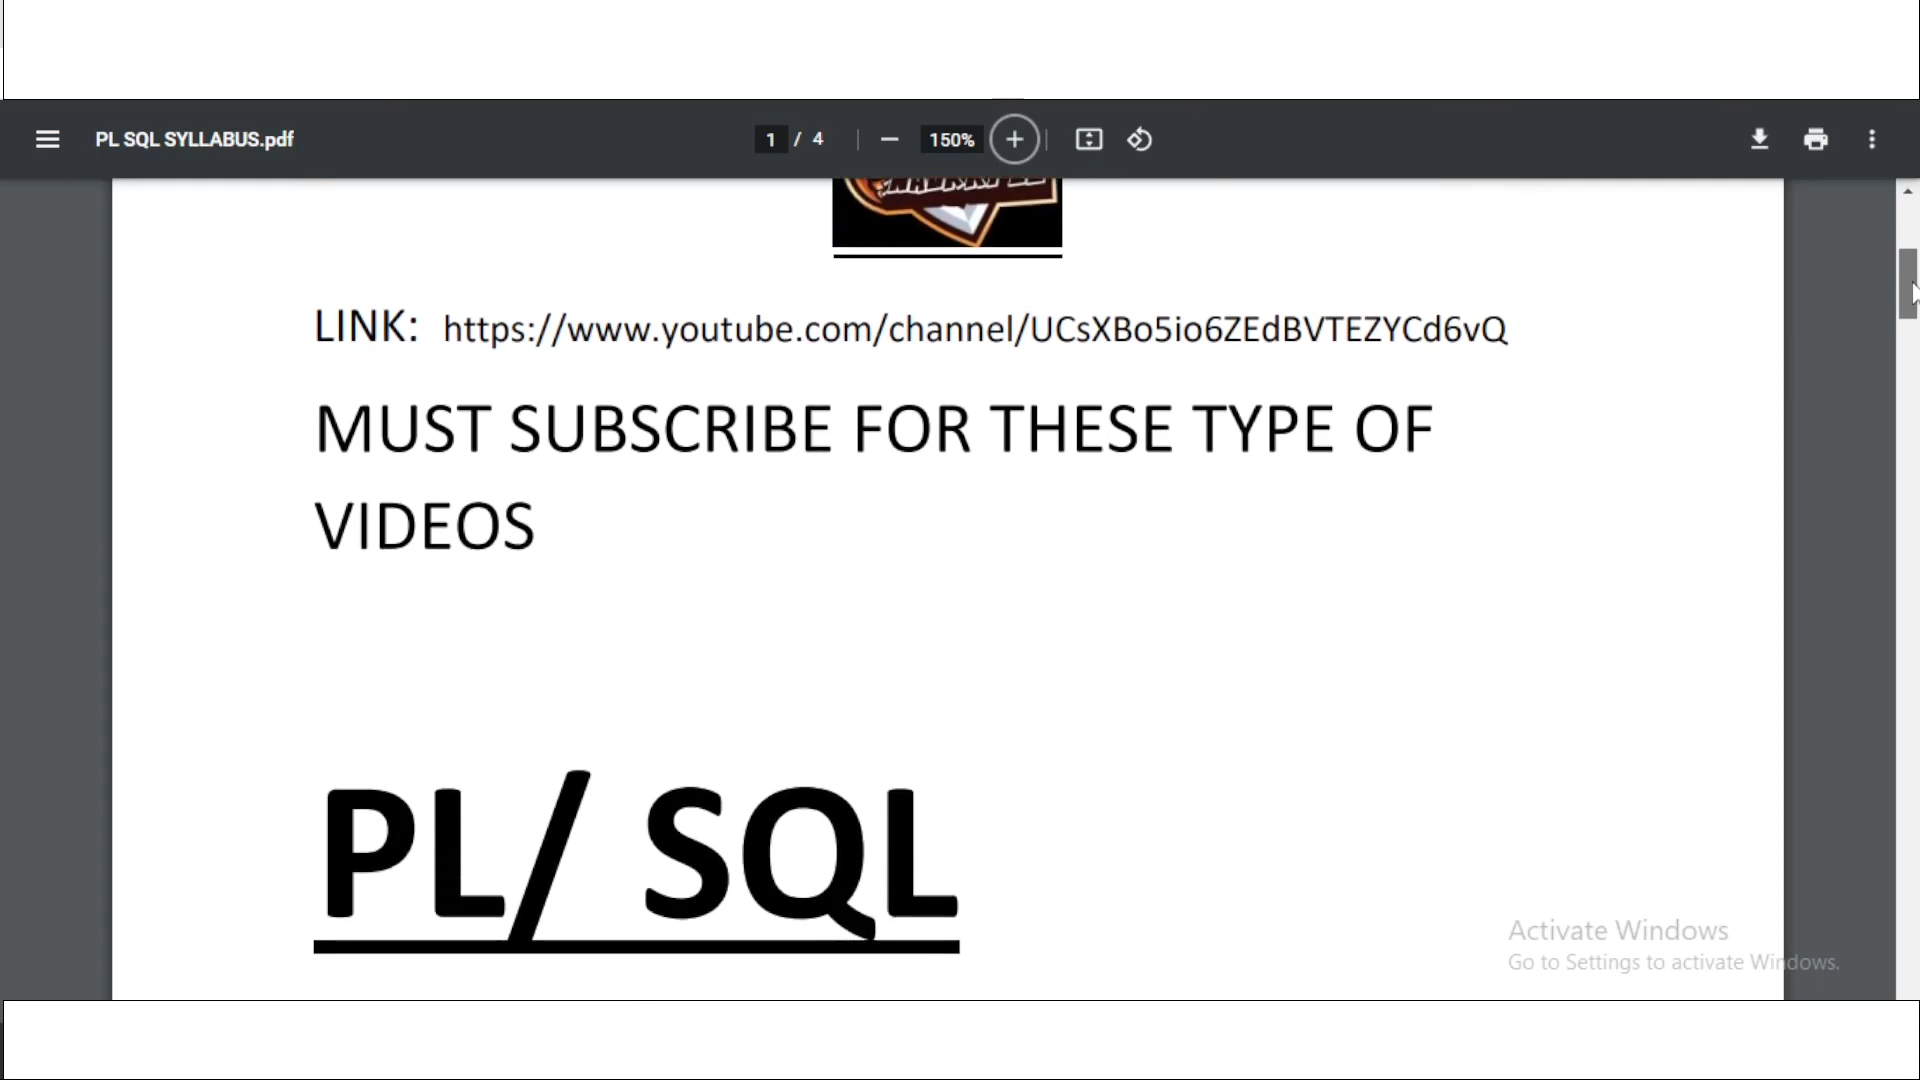 PL SQL SYLLABUS.pdf
1 / 4
150%
LINK: https://www.youtube.com/channel/UCsXBo5io6ZEdBVTEZYCd6vQ
MUST SUBSCRIBE FOR THESE TYPE OF
VIDEOS
PL/ SQL
Activate Windows
Go to Settings to activate Windows.